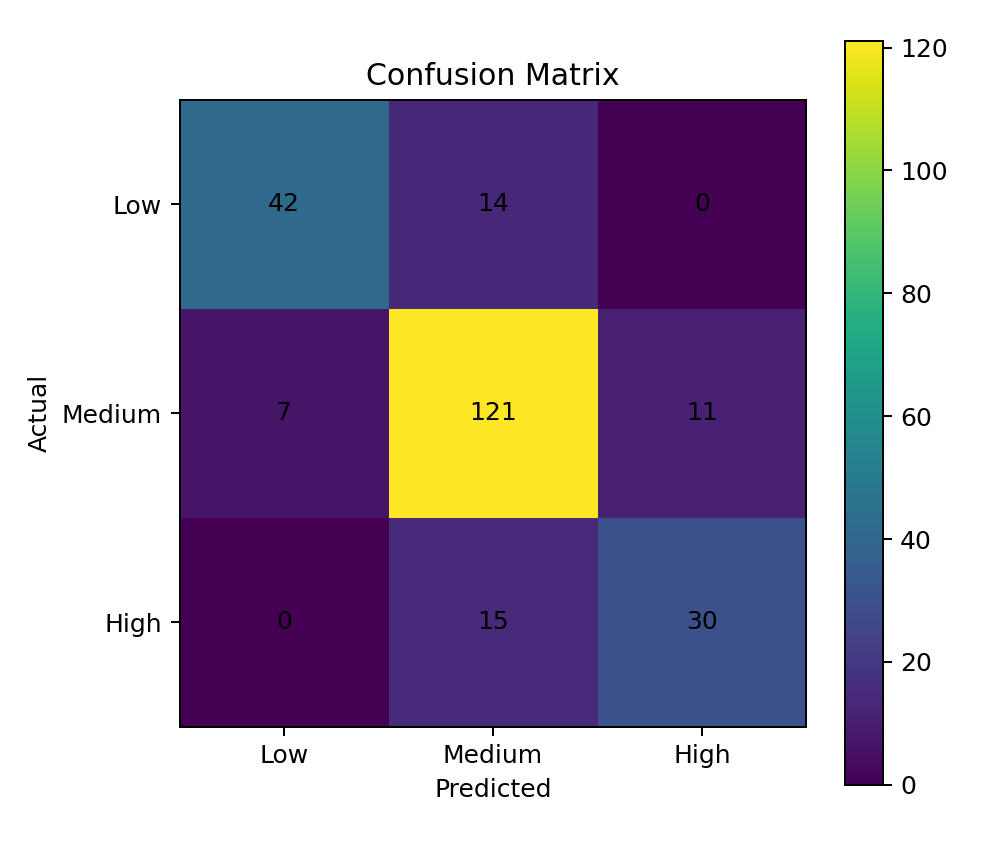 Confusion Matrix
Low 42 14 0
Medium 7 121 11
High 0 15 30
Low Medium High
Predicted
Actual
120
100
80
60
40
20
0